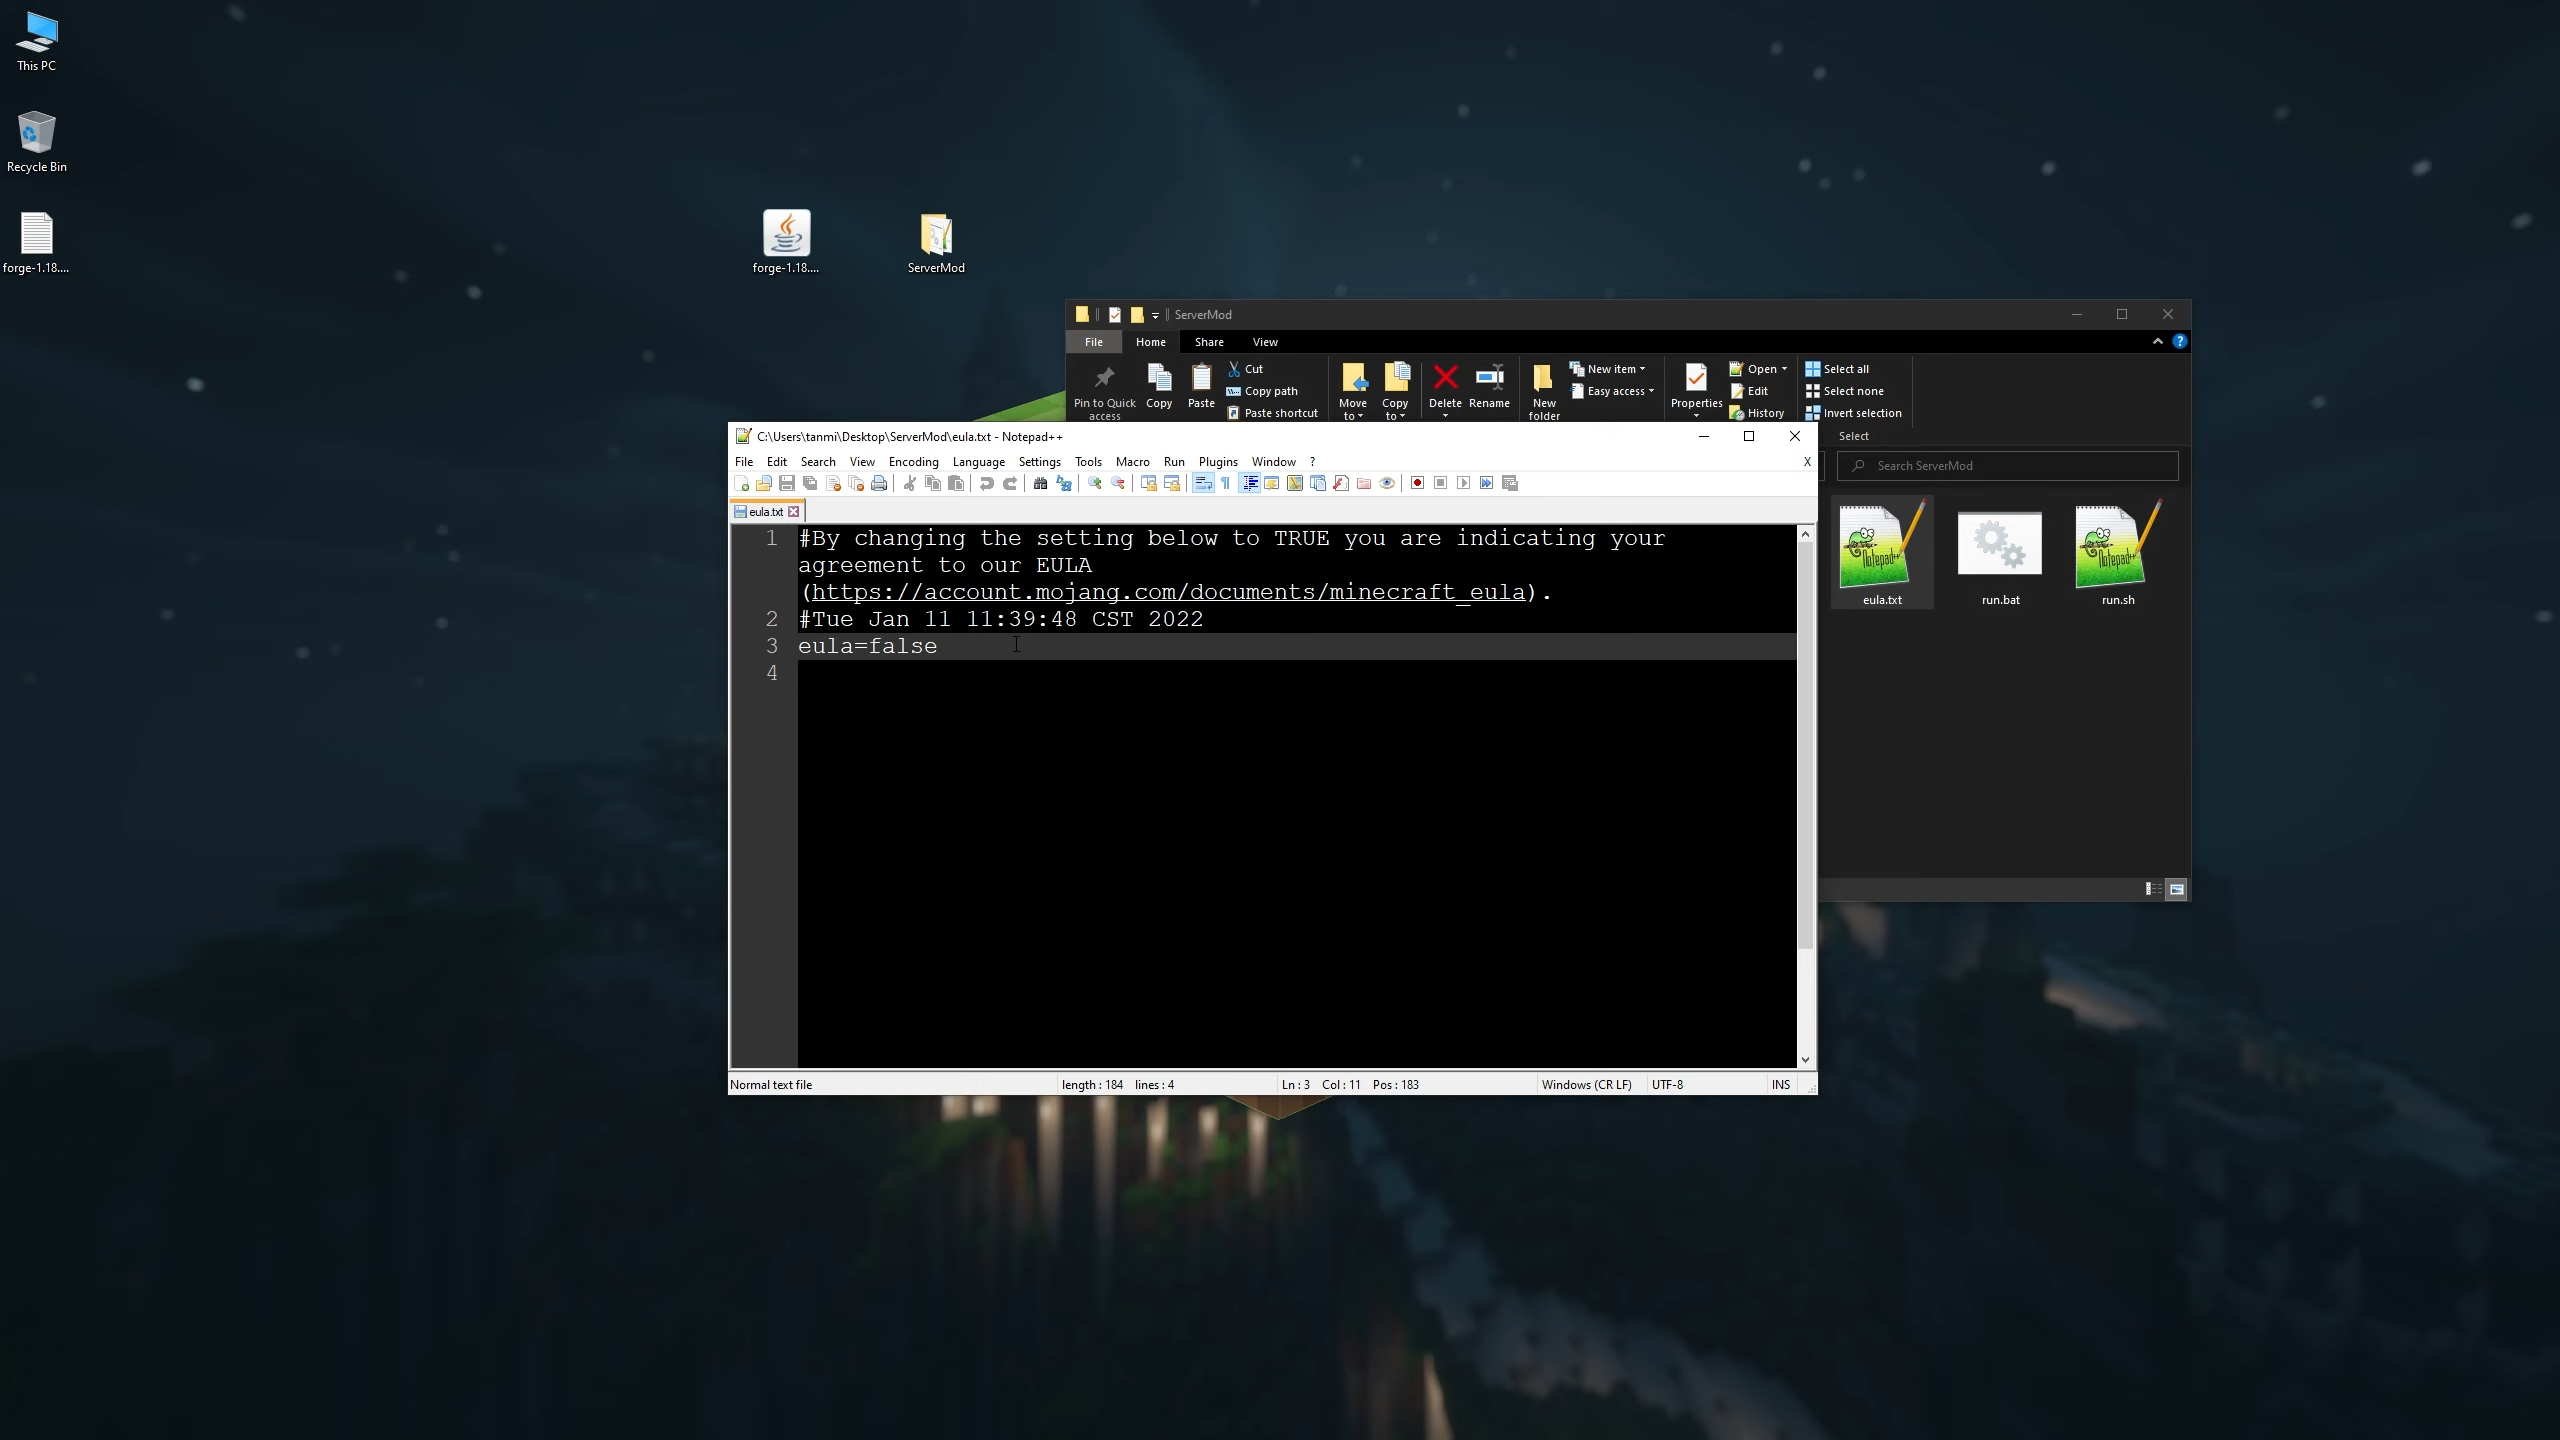 This PC
Recycle Bin
forge-1.18....
forge-1.18....
ServerMod
ServerMod
File Home Share View
Pin to Quick access
Copy
Paste
Cut
Copy path
Paste shortcut
Move to
Copy to
Delete
Rename
New folder
New item
Easy access
Properties
Open
Edit
History
Select all
Select none
Invert selection
Select
Search ServerMod
eula.txt
run.bat
run.sh
C:\Users\tanmi\Desktop\ServerMod\eula.txt - Notepad++
File Edit Search View Encoding Language Settings Tools Macro Run Plugins Window ? X
eula.txt
1 #By changing the setting below to TRUE you are indicating your
agreement to our EULA
(https://account.mojang.com/documents/minecraft_eula).
2 #Tue Jan 11 11:39:48 CST 2022
3 eula=false
4
Normal text file length : 184 lines : 4 Ln : 3 Col : 11 Pos : 183 Windows (CR LF) UTF-8 INS